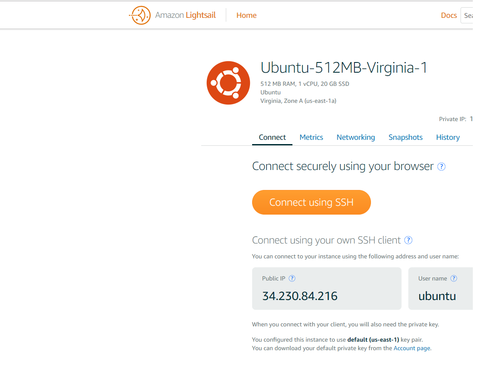 Amazon Lightsail Home Docs
Ubuntu-512MB-Virginia-1
512 MB RAM, 1 vCPU, 20 GB SSD
Ubuntu
Virginia, Zone A (us-east-1a)
Private IP: 1
Connect Metrics Networking Snapshots History
Connect securely using your browser ?
Connect using SSH
Connect using your own SSH client ?
You can connect to your instance using the following address and user name:
Public IP ? User name ?
34.230.84.216 ubuntu
When you connect with your client, you will also need the private key.
You configured this instance to use default (us-east-1) key pair.
You can download your default private key from the Account page.